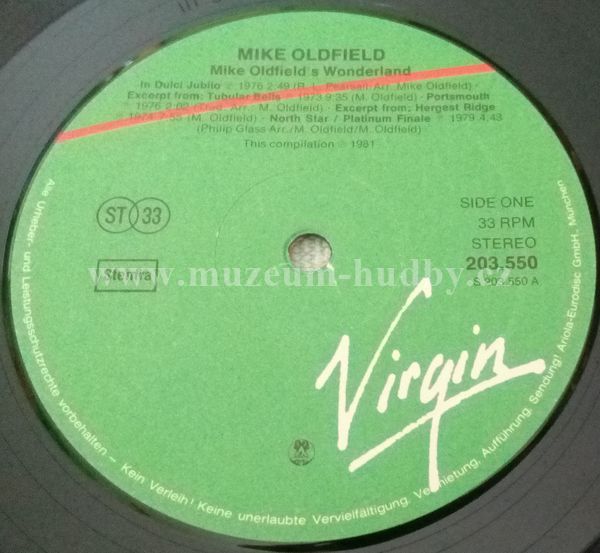 MIKE OLDFIELD
Mike Oldfield's Wonderland
In Dulci Jubilo ℗ 1976 2:49 (R. L. Pearsall Arr. Mike Oldfield) ·
Excerpt from: Tubular Bells ℗ 1973 9:35 (M. Oldfield) · Portsmouth
℗ 1976 2:02 (Trad. Arr.: M. Oldfield) · Excerpt from: Hergest Ridge
℗ 1974 7:55 (M. Oldfield) · North Star / Platinum Finale ℗ 1979 4:43
(Philip Glass Arr./M. Oldfield/M. Oldfield)
This compilation ℗ 1981
ST 33
SIDE ONE
33 RPM
STEREO
203.550
S 203 550 A
Stemra
www.muzeum-hudby.cz
Virgin
Alle Urheber- und Leistungsschutzrechte vorbehalten – Kein Verleih! Keine unerlaubte Vervielfältigung, Vermietung, Aufführung, Sendung! Ariola-Eurodisc GmbH, München